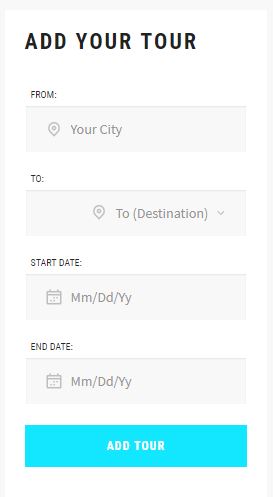 ADD YOUR TOUR
FROM:
Your City
TO:
To (Destination)
START DATE:
Mm/Dd/Yy
END DATE:
Mm/Dd/Yy
ADD TOUR